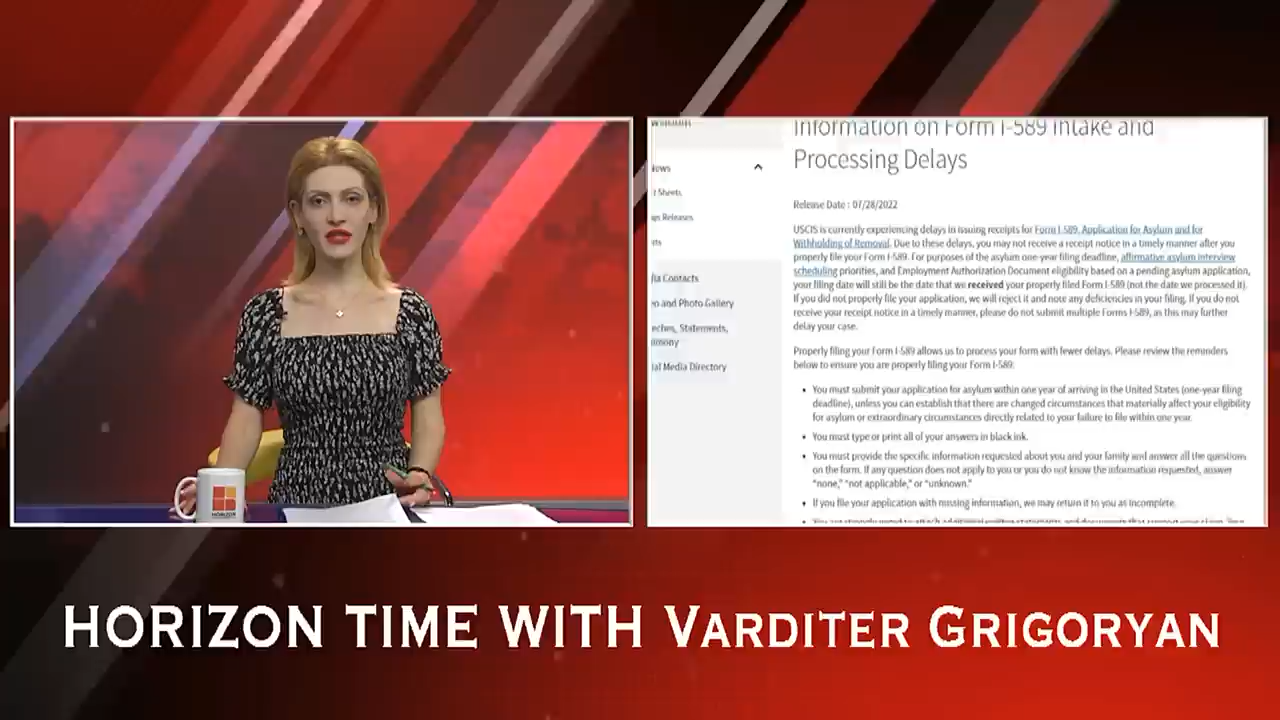 Information on Form I-589 Intake and
Processing Delays
News
Sheets
Releases
Release Date : 07/28/2022
USCIS is currently experiencing delays in issuing receipts for Form I-589, Application for Asylum and for
Withholding of Removal. Due to these delays, you may not receive a receipt notice in a timely manner after you
properly file your Form I-589. For purposes of the asylum one-year filing deadline, affirmative asylum interview
scheduling priorities, and Employment Authorization Document eligibility based on a pending asylum application,
your filing date will still be the date that we received your properly filed Form I-589 (not the date we processed it).
If you did not properly file your application, we will reject it and note any deficiencies in your filing. If you do not
receive your receipt notice in a timely manner, please do not submit multiple Forms I-589, as this may further
delay your case.
Contacts
and Photo Gallery
Statements,
Media Directory
Properly filing your Form I-589 allows us to process your form with fewer delays. Please review the reminders
below to ensure you are properly filing your Form I-589:
• You must submit your application for asylum within one year of arriving in the United States (one-year filing
deadline), unless you can establish that there are changed circumstances that materially affect your eligibility
for asylum or extraordinary circumstances directly related to your failure to file within one year.
• You must type or print all of your answers in black ink.
• You must provide the specific information requested about you and your family and answer all the questions
on the form. If any question does not apply to you or you do not know the information requested, answer
“none,” “not applicable,” or “unknown.”
• If you file your application with missing information, we may return it to you as incomplete.
HORIZON
HORIZON TIME WITH VARDITER GRIGORYAN